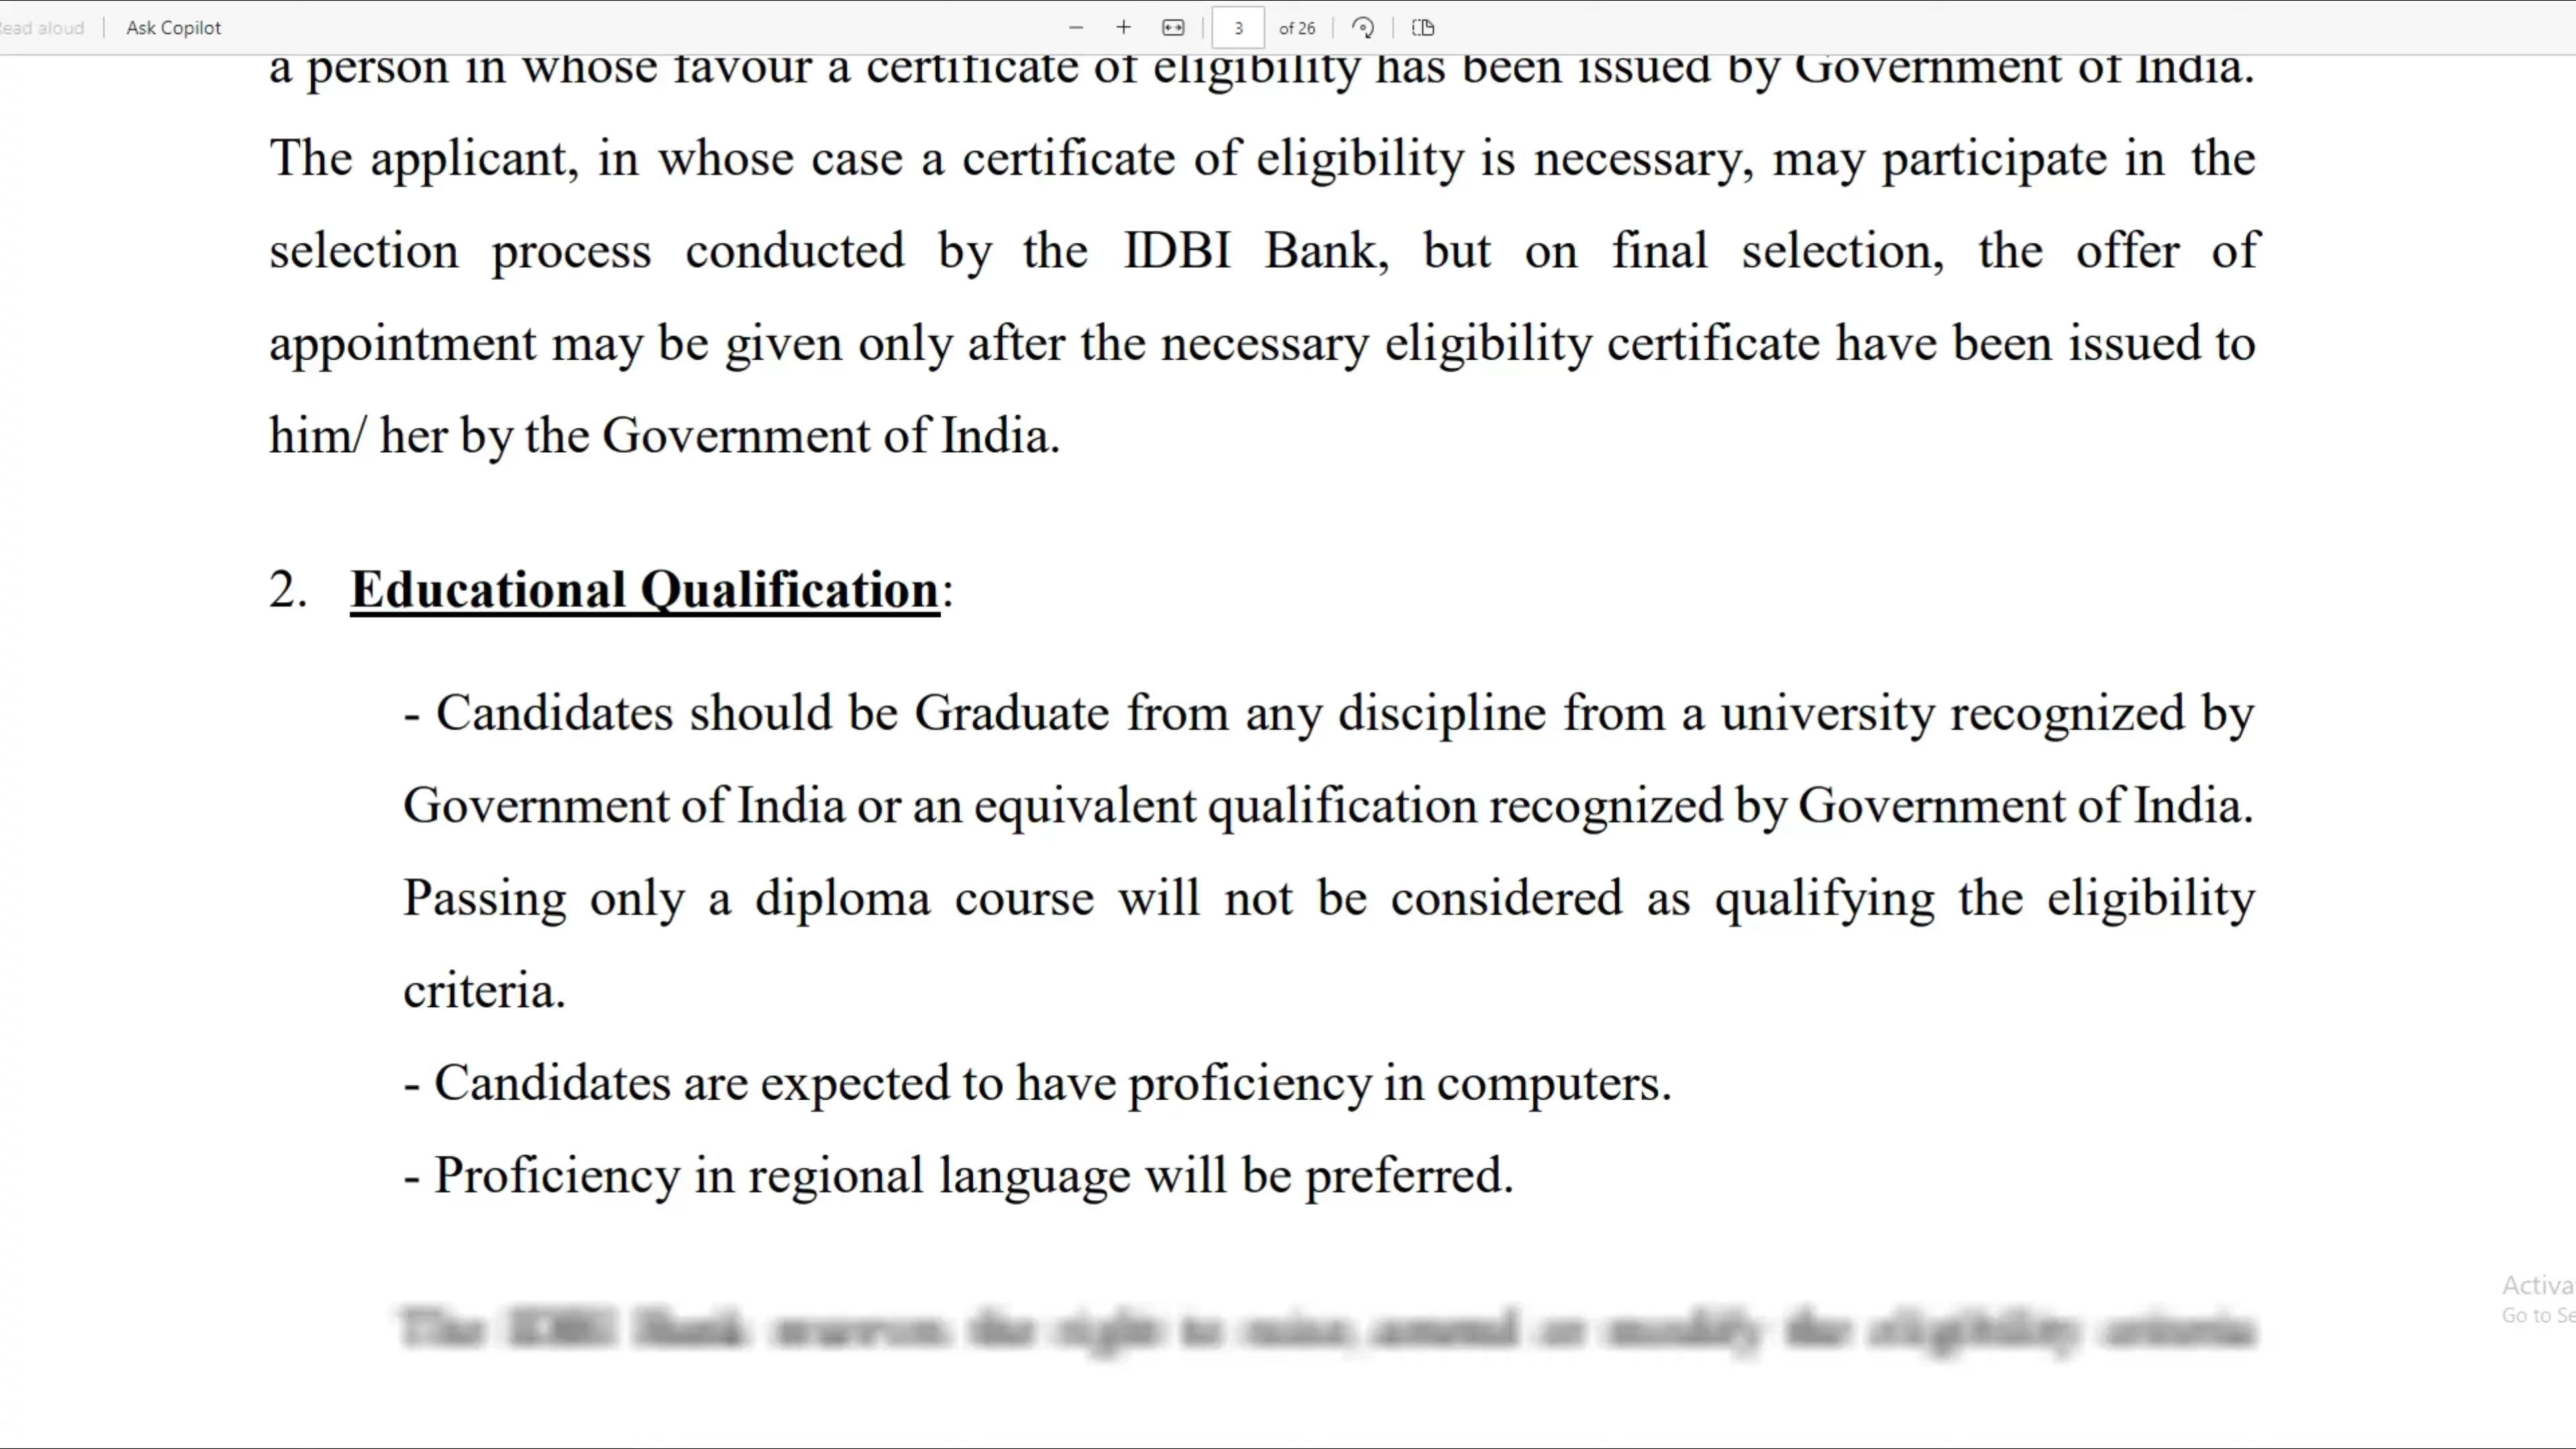 ead aloud Ask Copilot 3 of 26
a person in whose favour a certificate of eligibility has been issued by Government of India.
The applicant, in whose case a certificate of eligibility is necessary, may participate in the
selection process conducted by the IDBI Bank, but on final selection, the offer of
appointment may be given only after the necessary eligibility certificate have been issued to
him/ her by the Government of India.
2. Educational Qualification:
- Candidates should be Graduate from any discipline from a university recognized by
Government of India or an equivalent qualification recognized by Government of India.
Passing only a diploma course will not be considered as qualifying the eligibility
criteria.
- Candidates are expected to have proficiency in computers.
- Proficiency in regional language will be preferred.
Activa
Go to Se